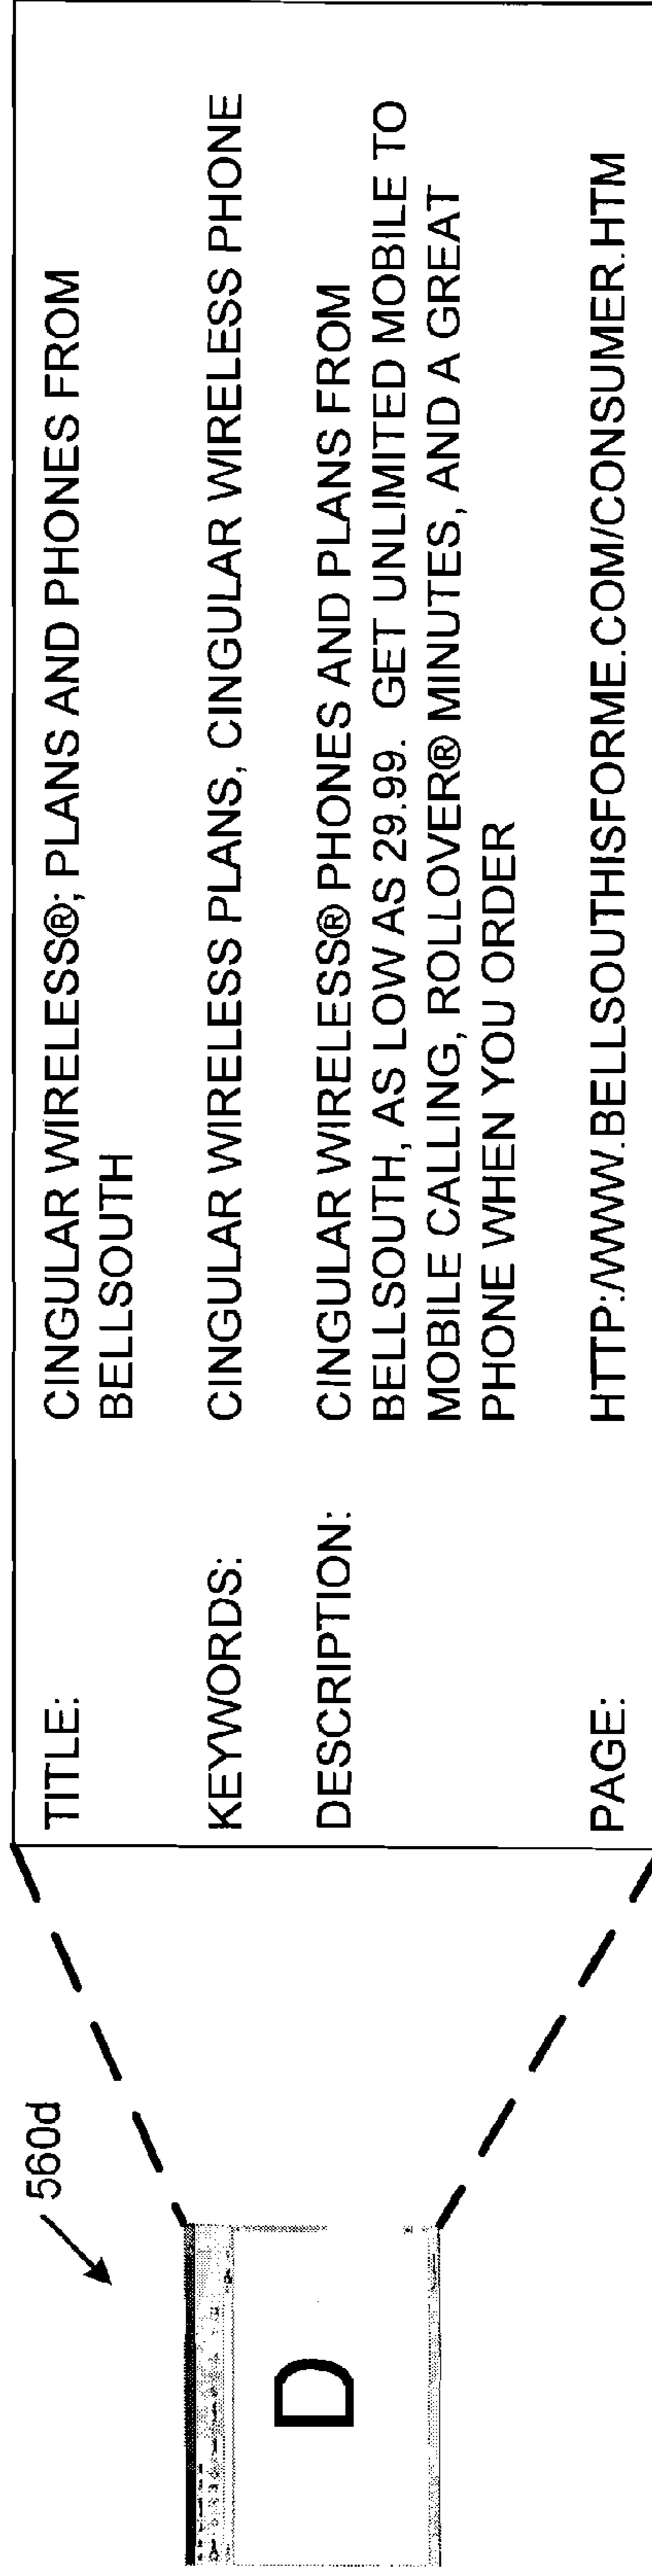 560d
D
TITLE: CINGULAR WIRELESS®; PLANS AND PHONES FROM
BELLSOUTH
KEYWORDS: CINGULAR WIRELESS PLANS, CINGULAR WIRELESS PHONE
DESCRIPTION: CINGULAR WIRELESS® PHONES AND PLANS FROM
BELLSOUTH, AS LOW AS 29.99. GET UNLIMITED MOBILE TO
MOBILE CALLING, ROLLOVER® MINUTES, AND A GREAT
PHONE WHEN YOU ORDER
PAGE: HTTP:/WWW.BELLSOUTHISFORME.COM/CONSUMER.HTM